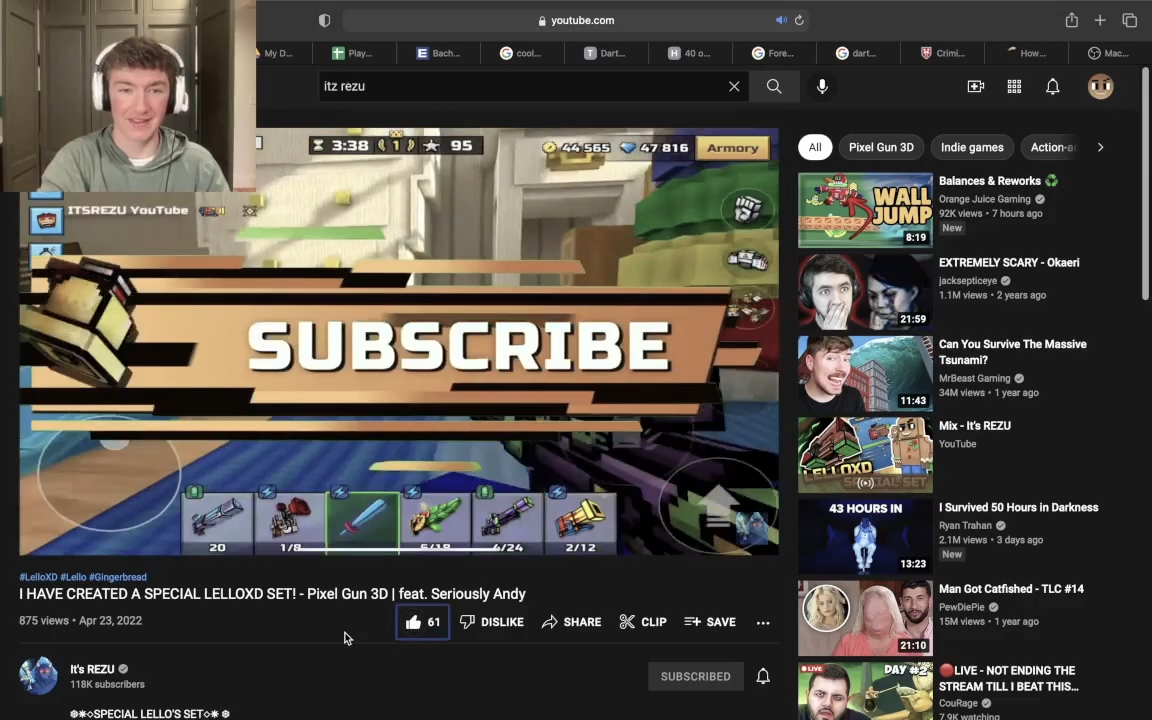 youtube.com
My D...
Play...
Bach...
cool...
Dart...
40 o...
Fore...
dart...
Crimi...
How...
Mac...
itz rezu
3:38
1
95
44 565
47 816
Armory
ITSREZU YouTube
SUBSCRIBE
20
1/8
4/24
2/12
#LelloXD #Lello #Gingerbread
I HAVE CREATED A SPECIAL LELLOXD SET! - Pixel Gun 3D | feat. Seriously Andy
875 views • Apr 23, 2022
61
DISLIKE
SHARE
CLIP
SAVE
It's REZU
118K subscribers
SUBSCRIBED
❄☀◇SPECIAL LELLO'S SET◇☀❄
All
Pixel Gun 3D
Indie games
Action-a
WALL
JUMP
8:19
Balances & Reworks ♻
Orange Juice Gaming
92K views • 7 hours ago
New
21:59
EXTREMELY SCARY - Okaeri
jacksepticeye
1.1M views • 2 years ago
11:43
Can You Survive The Massive
Tsunami?
MrBeast Gaming
34M views • 1 year ago
LELLOXD
SPECIAL SET
Mix - It's REZU
YouTube
43 HOURS IN
13:23
I Survived 50 Hours in Darkness
Ryan Trahan
2.1M views • 3 days ago
New
21:10
Man Got Catfished - TLC #14
PewDiePie
15M views • 1 year ago
LIVE
DAY #2
🔴LIVE - NOT ENDING THE
STREAM TILL I BEAT THIS...
CouRage
7.9K watching